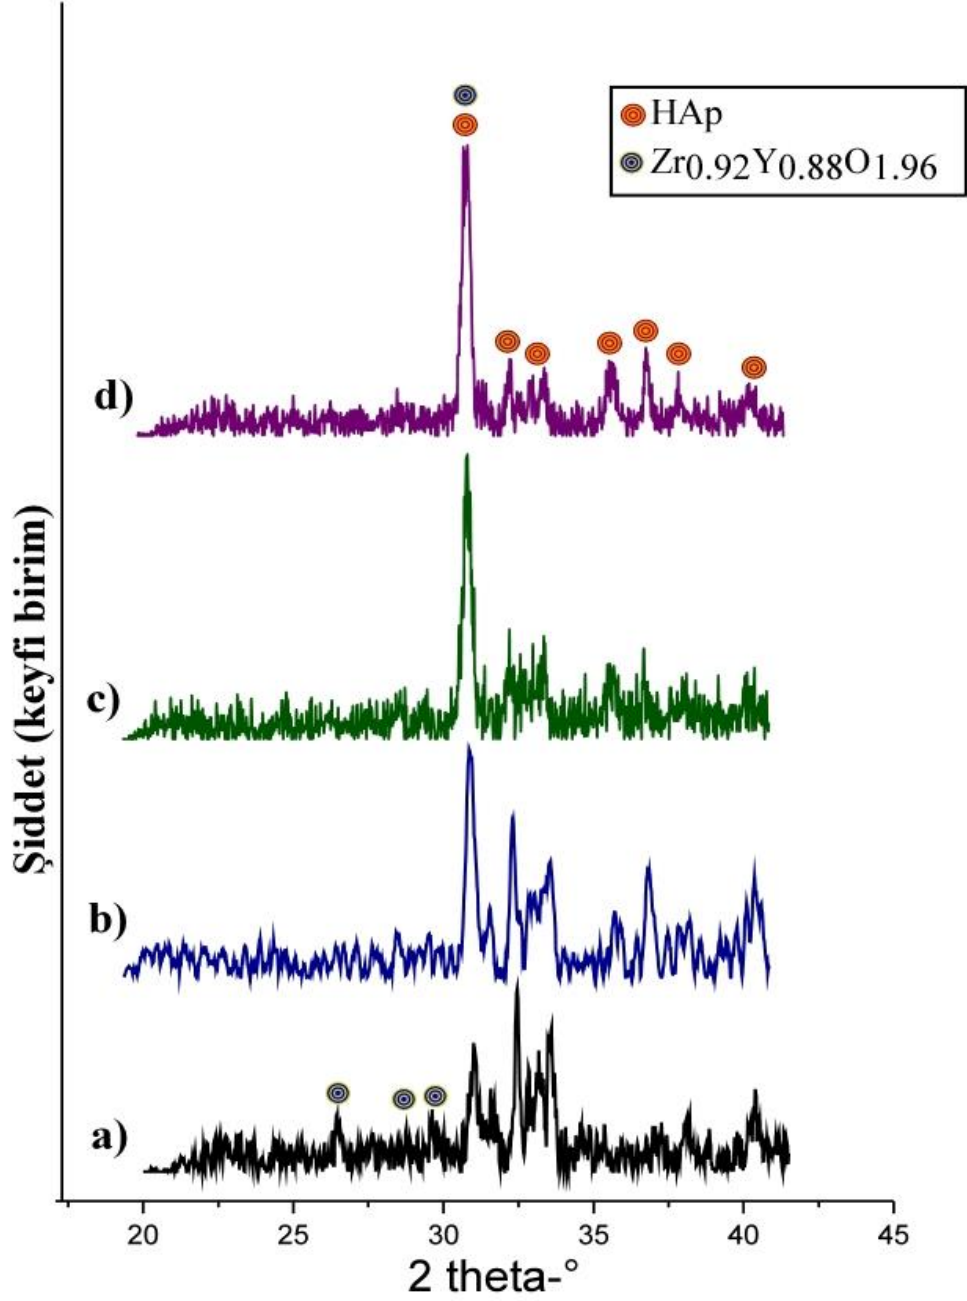 HAp
Zr0.92Y0.88O1.96
d)
c)
b)
a)
Şiddet (keyfi birim)
20 25 30 35 40 45
2 theta-°